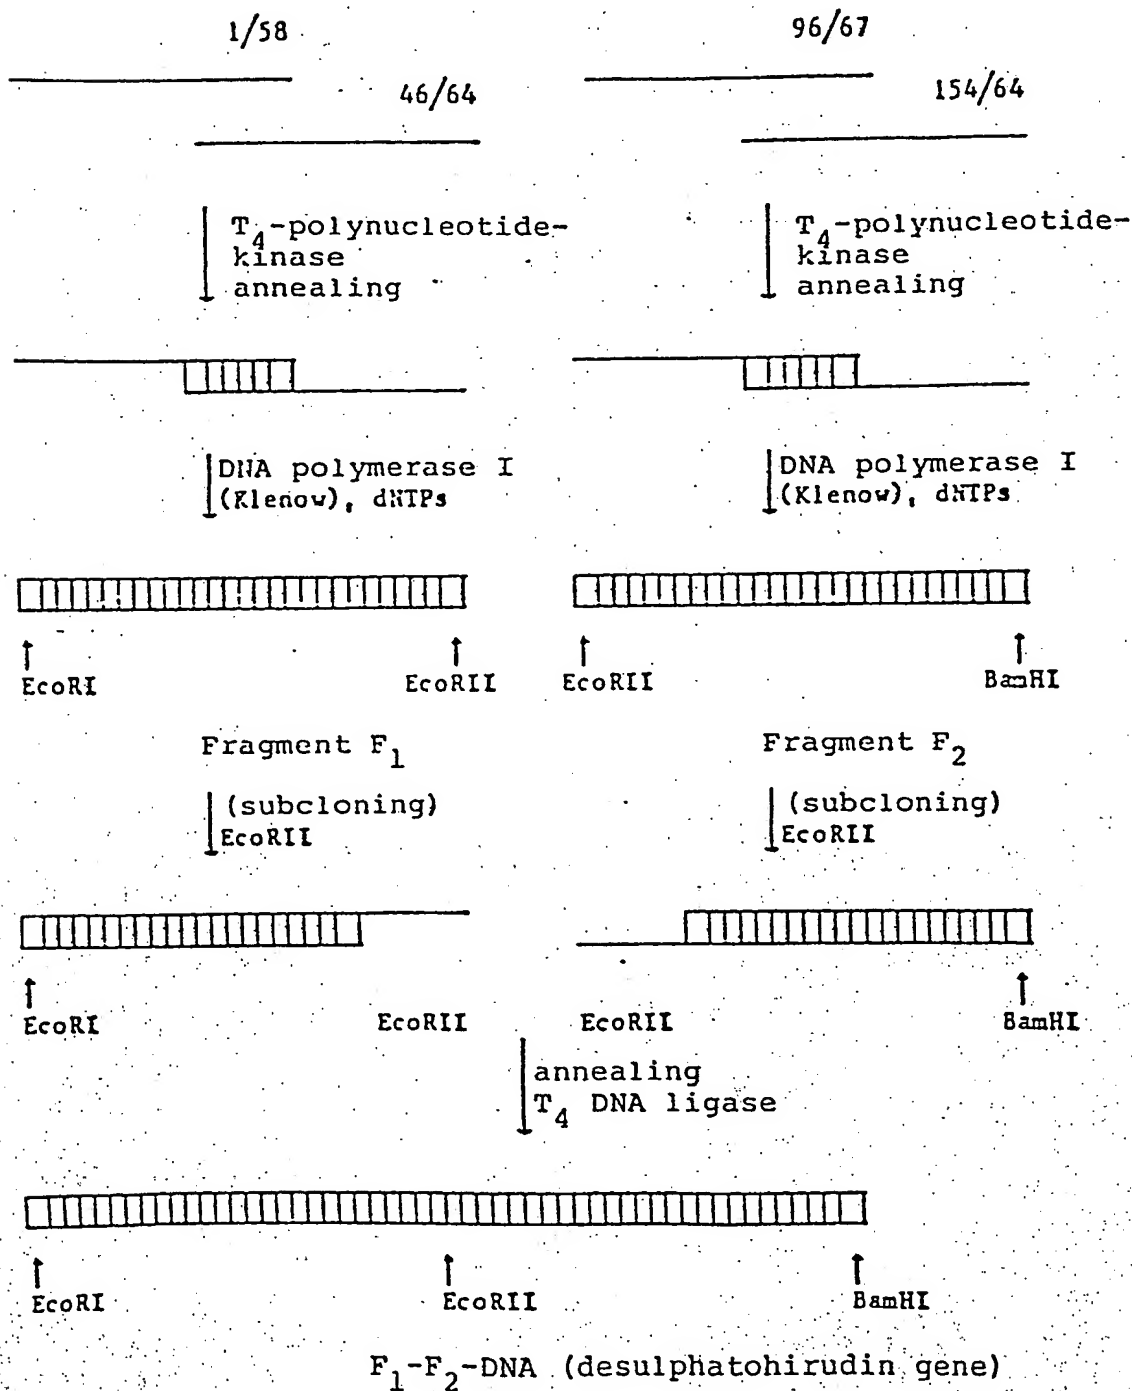 1/58 96/67
46/64 154/64
T4-polynucleotide-
kinase
annealing
T4-polynucleotide-
kinase
annealing
DNA polymerase I
(Klenow), dNTPs
DNA polymerase I
(Klenow), dNTPs
EcoRI EcoRII EcoRII BamHI
Fragment F1 Fragment F2
(subcloning)
EcoRII
(subcloning)
EcoRII
EcoRI EcoRII EcoRII BamHI
annealing
T4 DNA ligase
EcoRI EcoRII BamHI
F1-F2-DNA (desulphatohirudin gene)